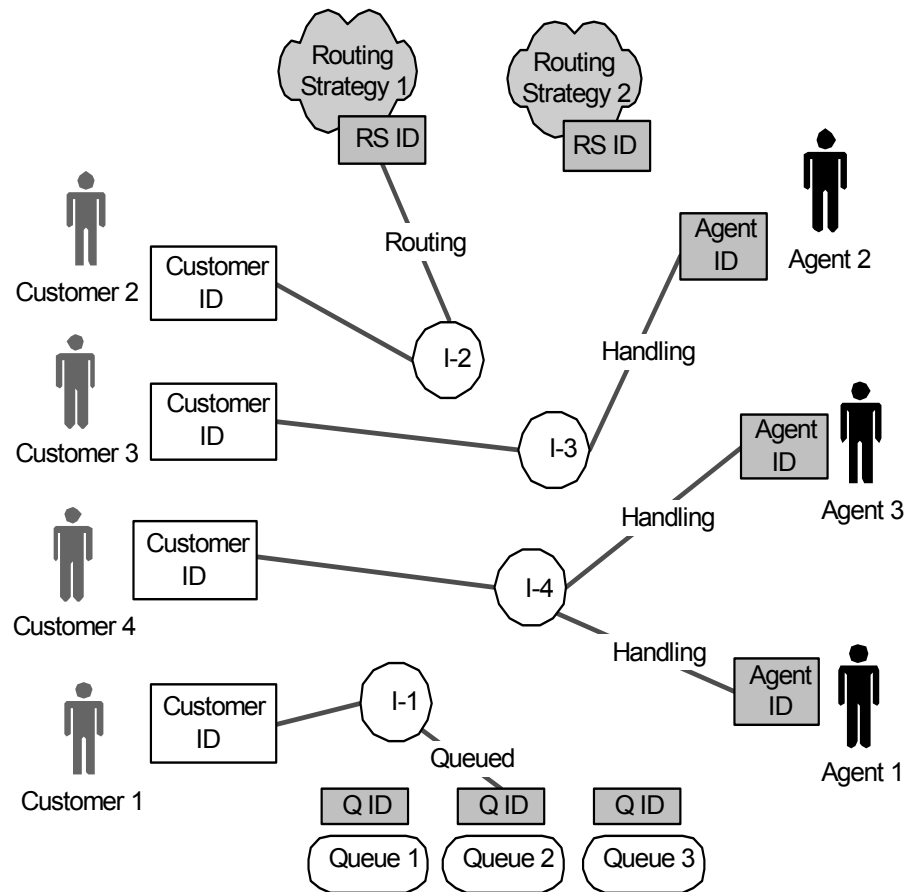 Routing
Strategy 1
RS ID
Routing
Strategy 2
RS ID
Routing
Customer 2
Customer
ID
I-2
Agent
ID
Agent 2
Handling
Customer 3
Customer
ID
I-3
Agent
ID
Agent 3
Handling
Customer 4
Customer
ID
I-4
Handling
Agent
ID
Agent 1
Customer 1
Customer
ID
I-1
Queued
Q ID
Q ID
Q ID
Queue 1
Queue 2
Queue 3